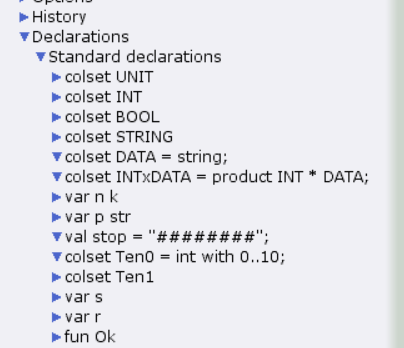 Options
History
Declarations
Standard declarations
colset UNIT
colset INT
colset BOOL
colset STRING
colset DATA = string;
colset INTxDATA = product INT * DATA;
var n k
var p str
val stop = "########";
colset Ten0 = int with 0..10;
colset Ten1
var s
var r
fun Ok